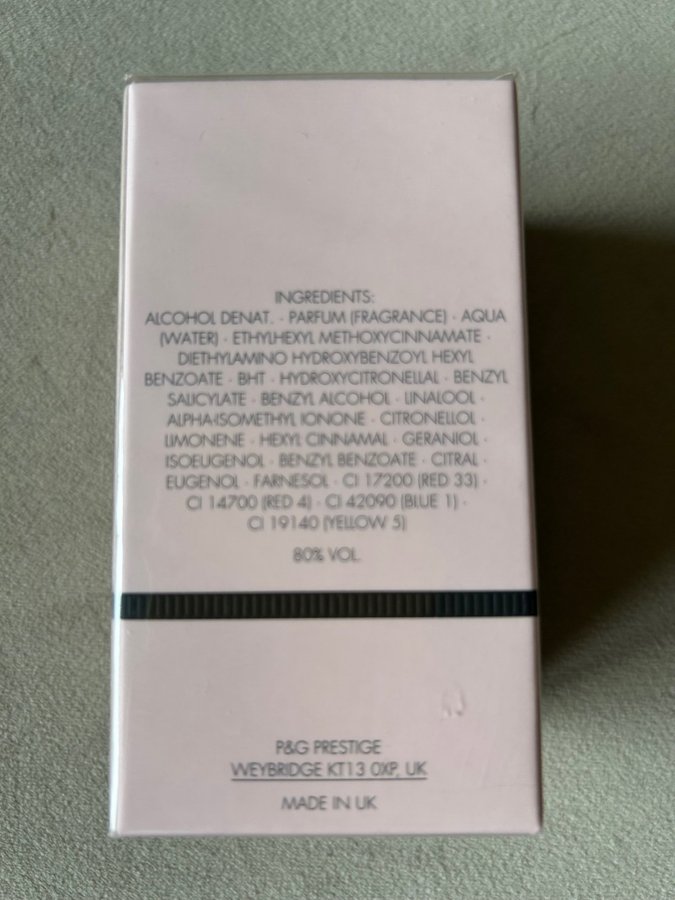 INGREDIENTS:
ALCOHOL DENAT. · PARFUM (FRAGRANCE) · AQUA
(WATER) · ETHYLHEXYL METHOXYCINNAMATE ·
DIETHYLAMINO HYDROXYBENZOYL HEXYL
BENZOATE · BHT · HYDROXYCITRONELLAL · BENZYL
SALICYLATE · BENZYL ALCOHOL · LINALOOL ·
ALPHA-ISOMETHYL IONONE · CITRONELLOL ·
LIMONENE · HEXYL CINNAMAL · GERANIOL ·
ISOEUGENOL · BENZYL BENZOATE · CITRAL ·
EUGENOL · FARNESOL · CI 17200 (RED 33) ·
CI 14700 (RED 4) · CI 42090 (BLUE 1) ·
CI 19140 (YELLOW 5)
80% VOL.
P&G PRESTIGE
WEYBRIDGE KT13 0XP, UK
MADE IN UK